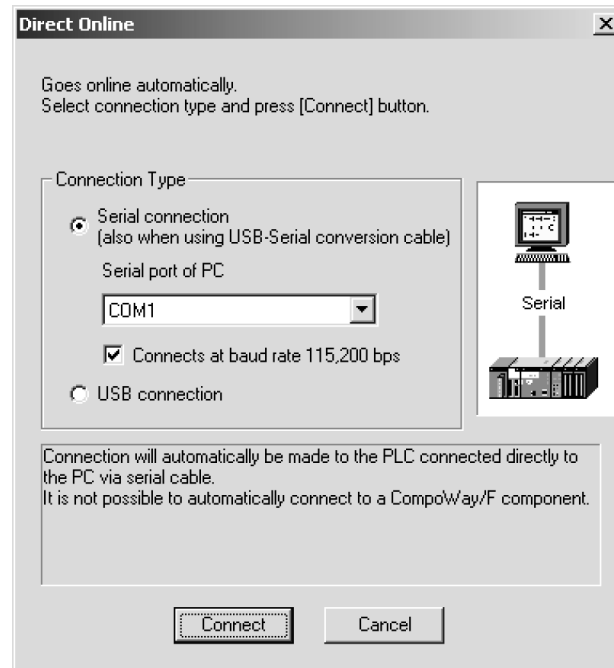 Direct Online
Goes online automatically.
Select connection type and press [Connect] button.
Connection Type
Serial connection
(also when using USB-Serial conversion cable)
Serial port of PC
COM1
Connects at baud rate 115,200 bps
USB connection
Serial
Connection will automatically be made to the PLC connected directly to
the PC via serial cable.
It is not possible to automatically connect to a CompoWay/F component.
Connect
Cancel